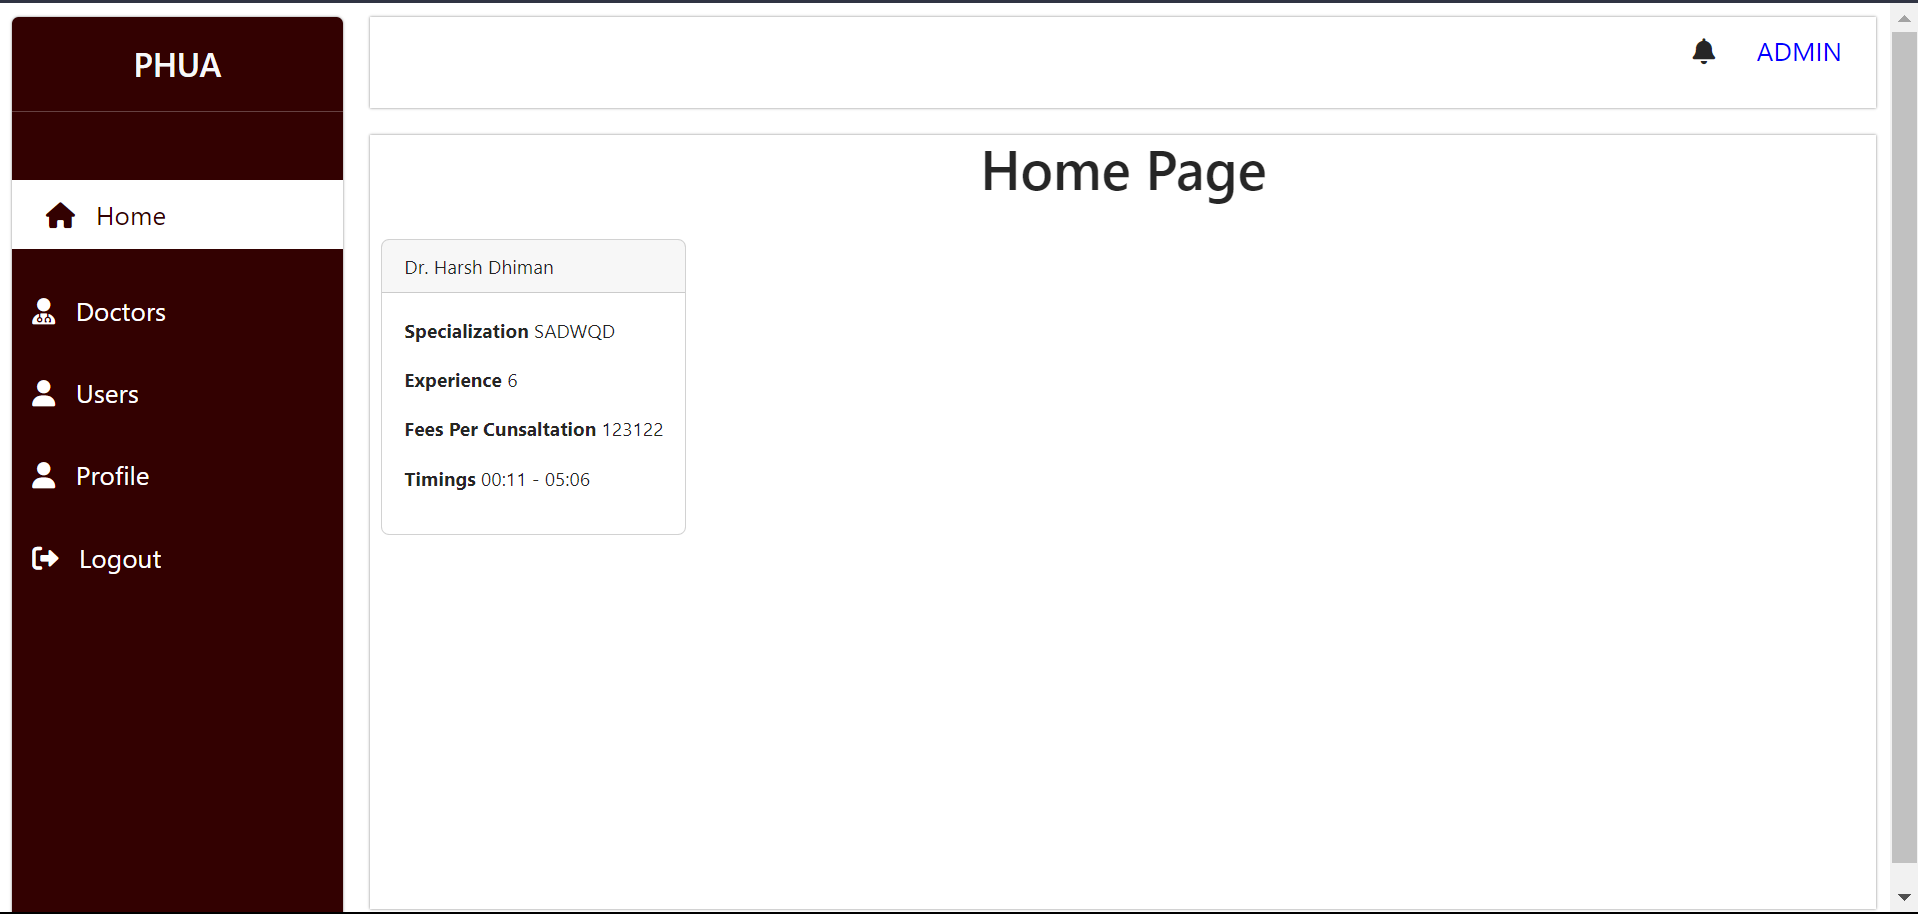 PHUA
ADMIN
Home Page
Home
Doctors
Users
Profile
Logout
Dr. Harsh Dhiman
Specialization SADWQD
Experience 6
Fees Per Cunsaltation 123122
Timings 00:11 - 05:06